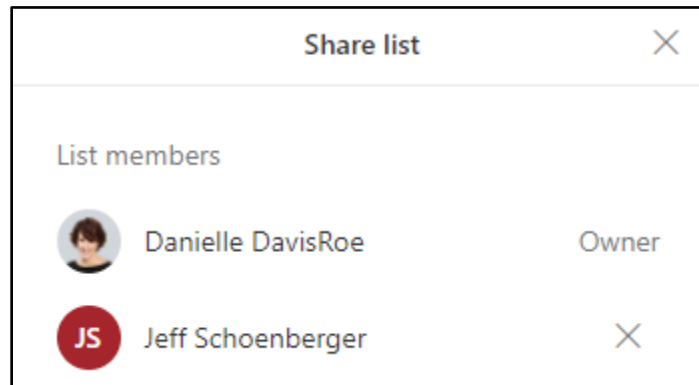 Share list
List members
Danielle DavisRoe Owner
JS Jeff Schoenberger